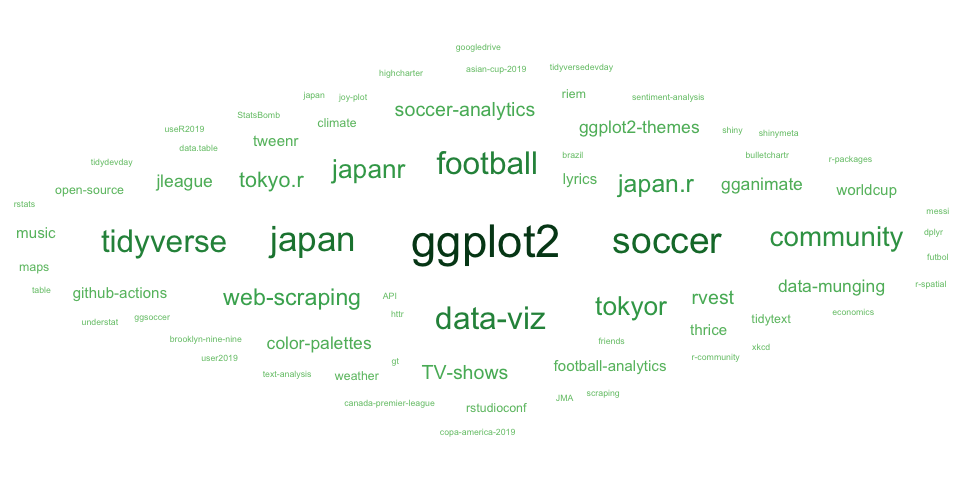 googledrive
highcharter asian-cup-2019 tidyversedevday
japan joy-plot soccer-analytics riem sentiment-analysis
useR2019 StatsBomb climate ggplot2-themes shiny shinymeta
data.table tweenr football brazil bulletchartr r-packages
tidydevday japanr
open-source jleague tokyo.r lyrics japan.r gganimate worldcup
rstats messi
music tidyverse japan ggplot2 soccer community dplyr
maps futbol
table github-actions web-scraping API tokyor rvest data-munging r-spatial
understat ggsoccer httr data-viz thrice tidytext economics
brooklyn-nine-nine color-palettes friends xkcd
user2019 gt football-analytics r-community
text-analysis weather TV-shows
canada-premier-league rstudioconf JMA scraping
copa-america-2019